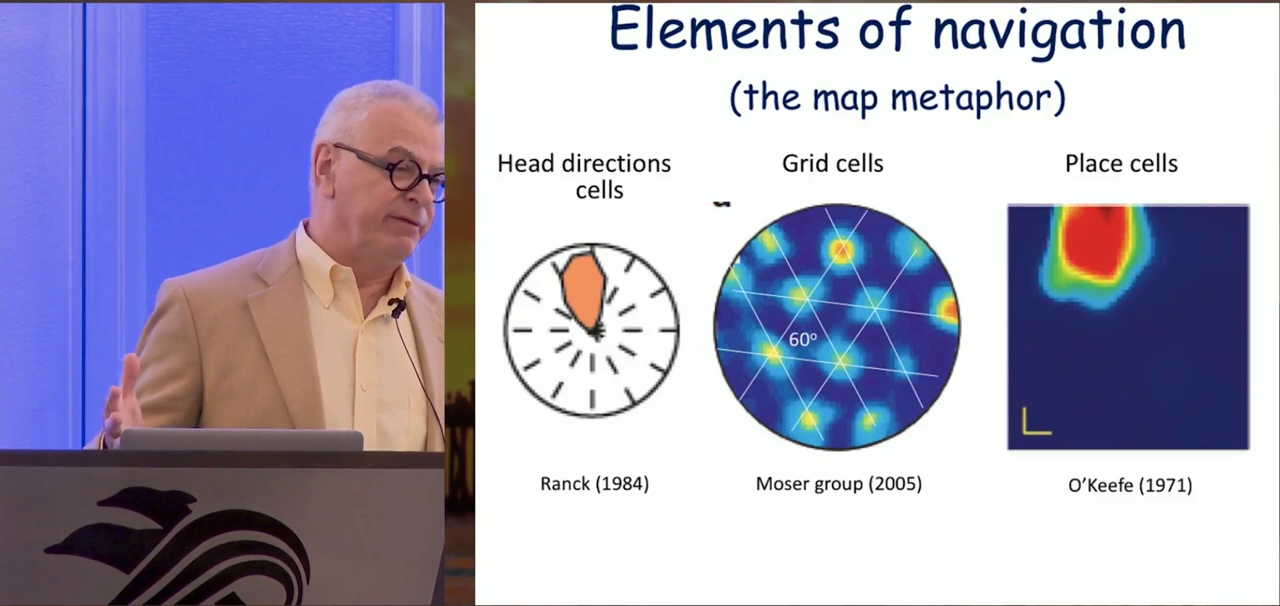 Elements of navigation
(the map metaphor)
Head directions
cells
Grid cells
Place cells
60°
Ranck (1984)
Moser group (2005)
O'Keefe (1971)